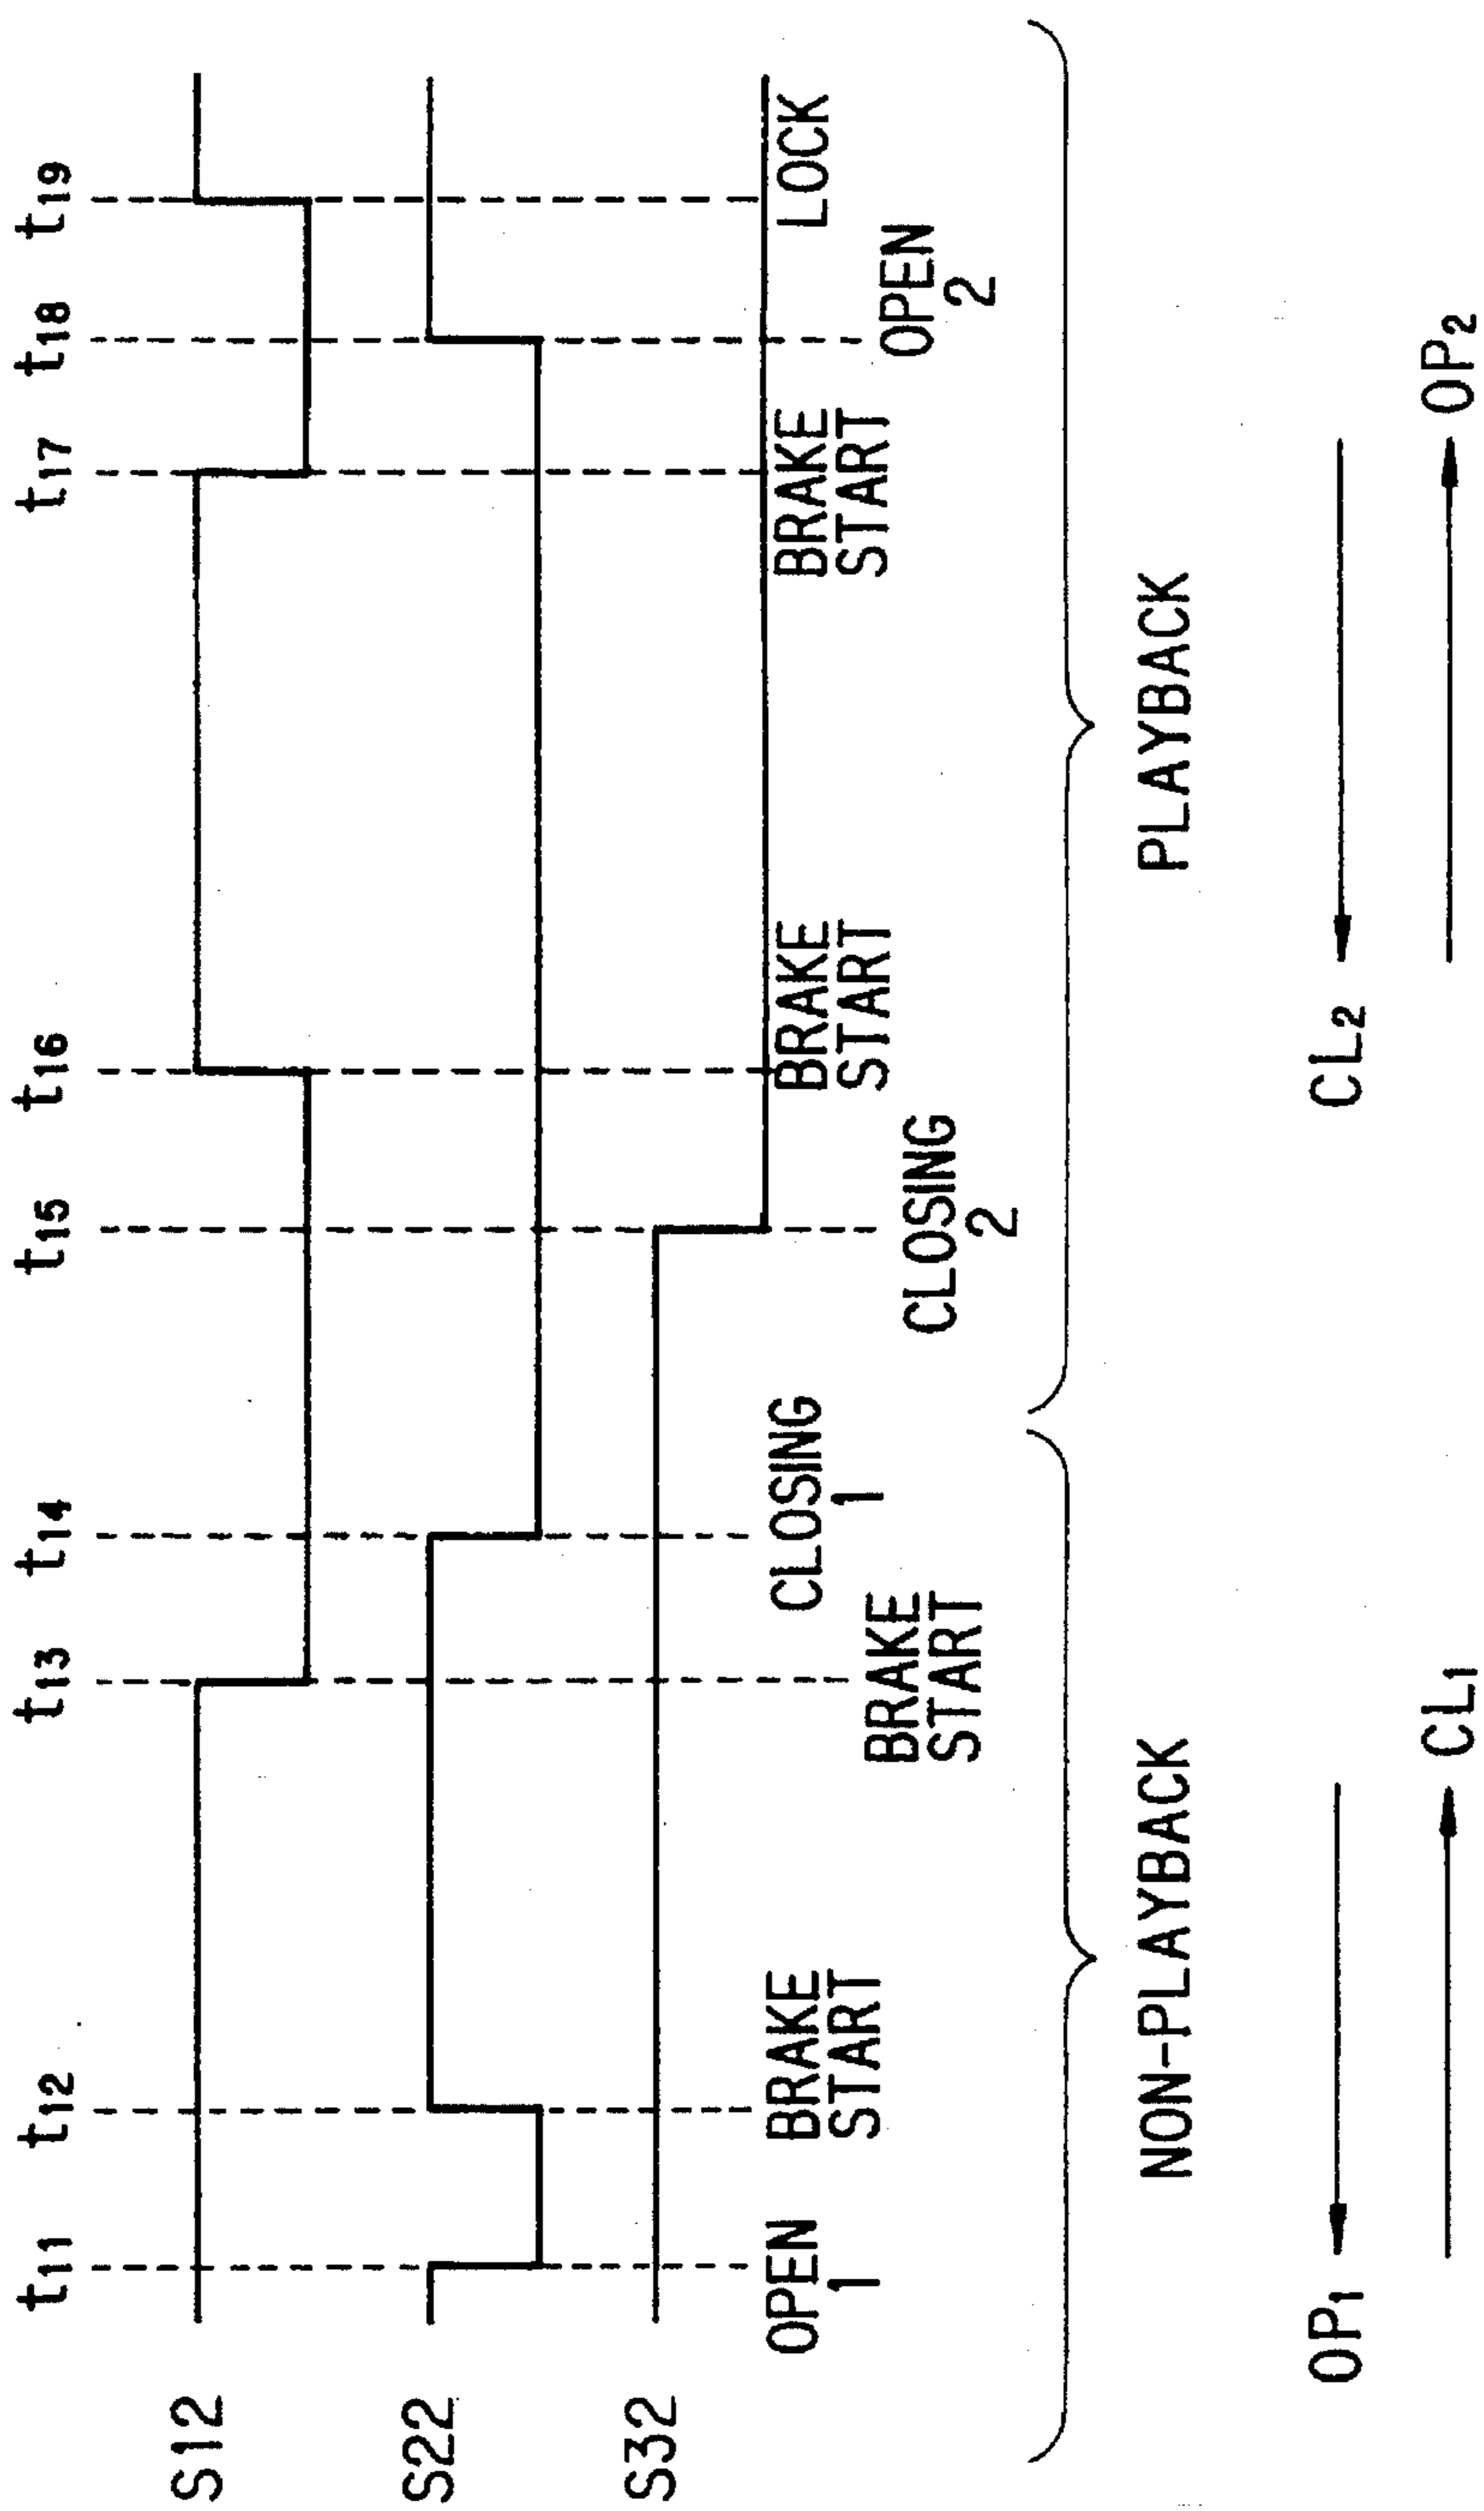 t11 t12 t13 t14 t15 t16 t17 t18 t19
S12
S22
S32
OPEN
1
BRAKE
START
BRAKE
START
CLOSING
1
CLOSING
2
BRAKE
START
BRAKE
START
OPEN
2
LOCK
NON-PLAYBACK
PLAYBACK
OP1
CL2
CL1
OP2